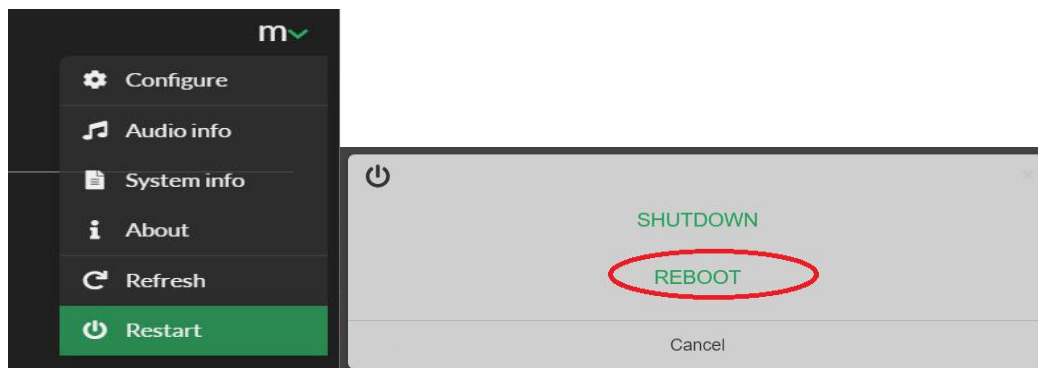 m
Configure
Audio info
System info
About
Refresh
Restart
SHUTDOWN
REBOOT
Cancel